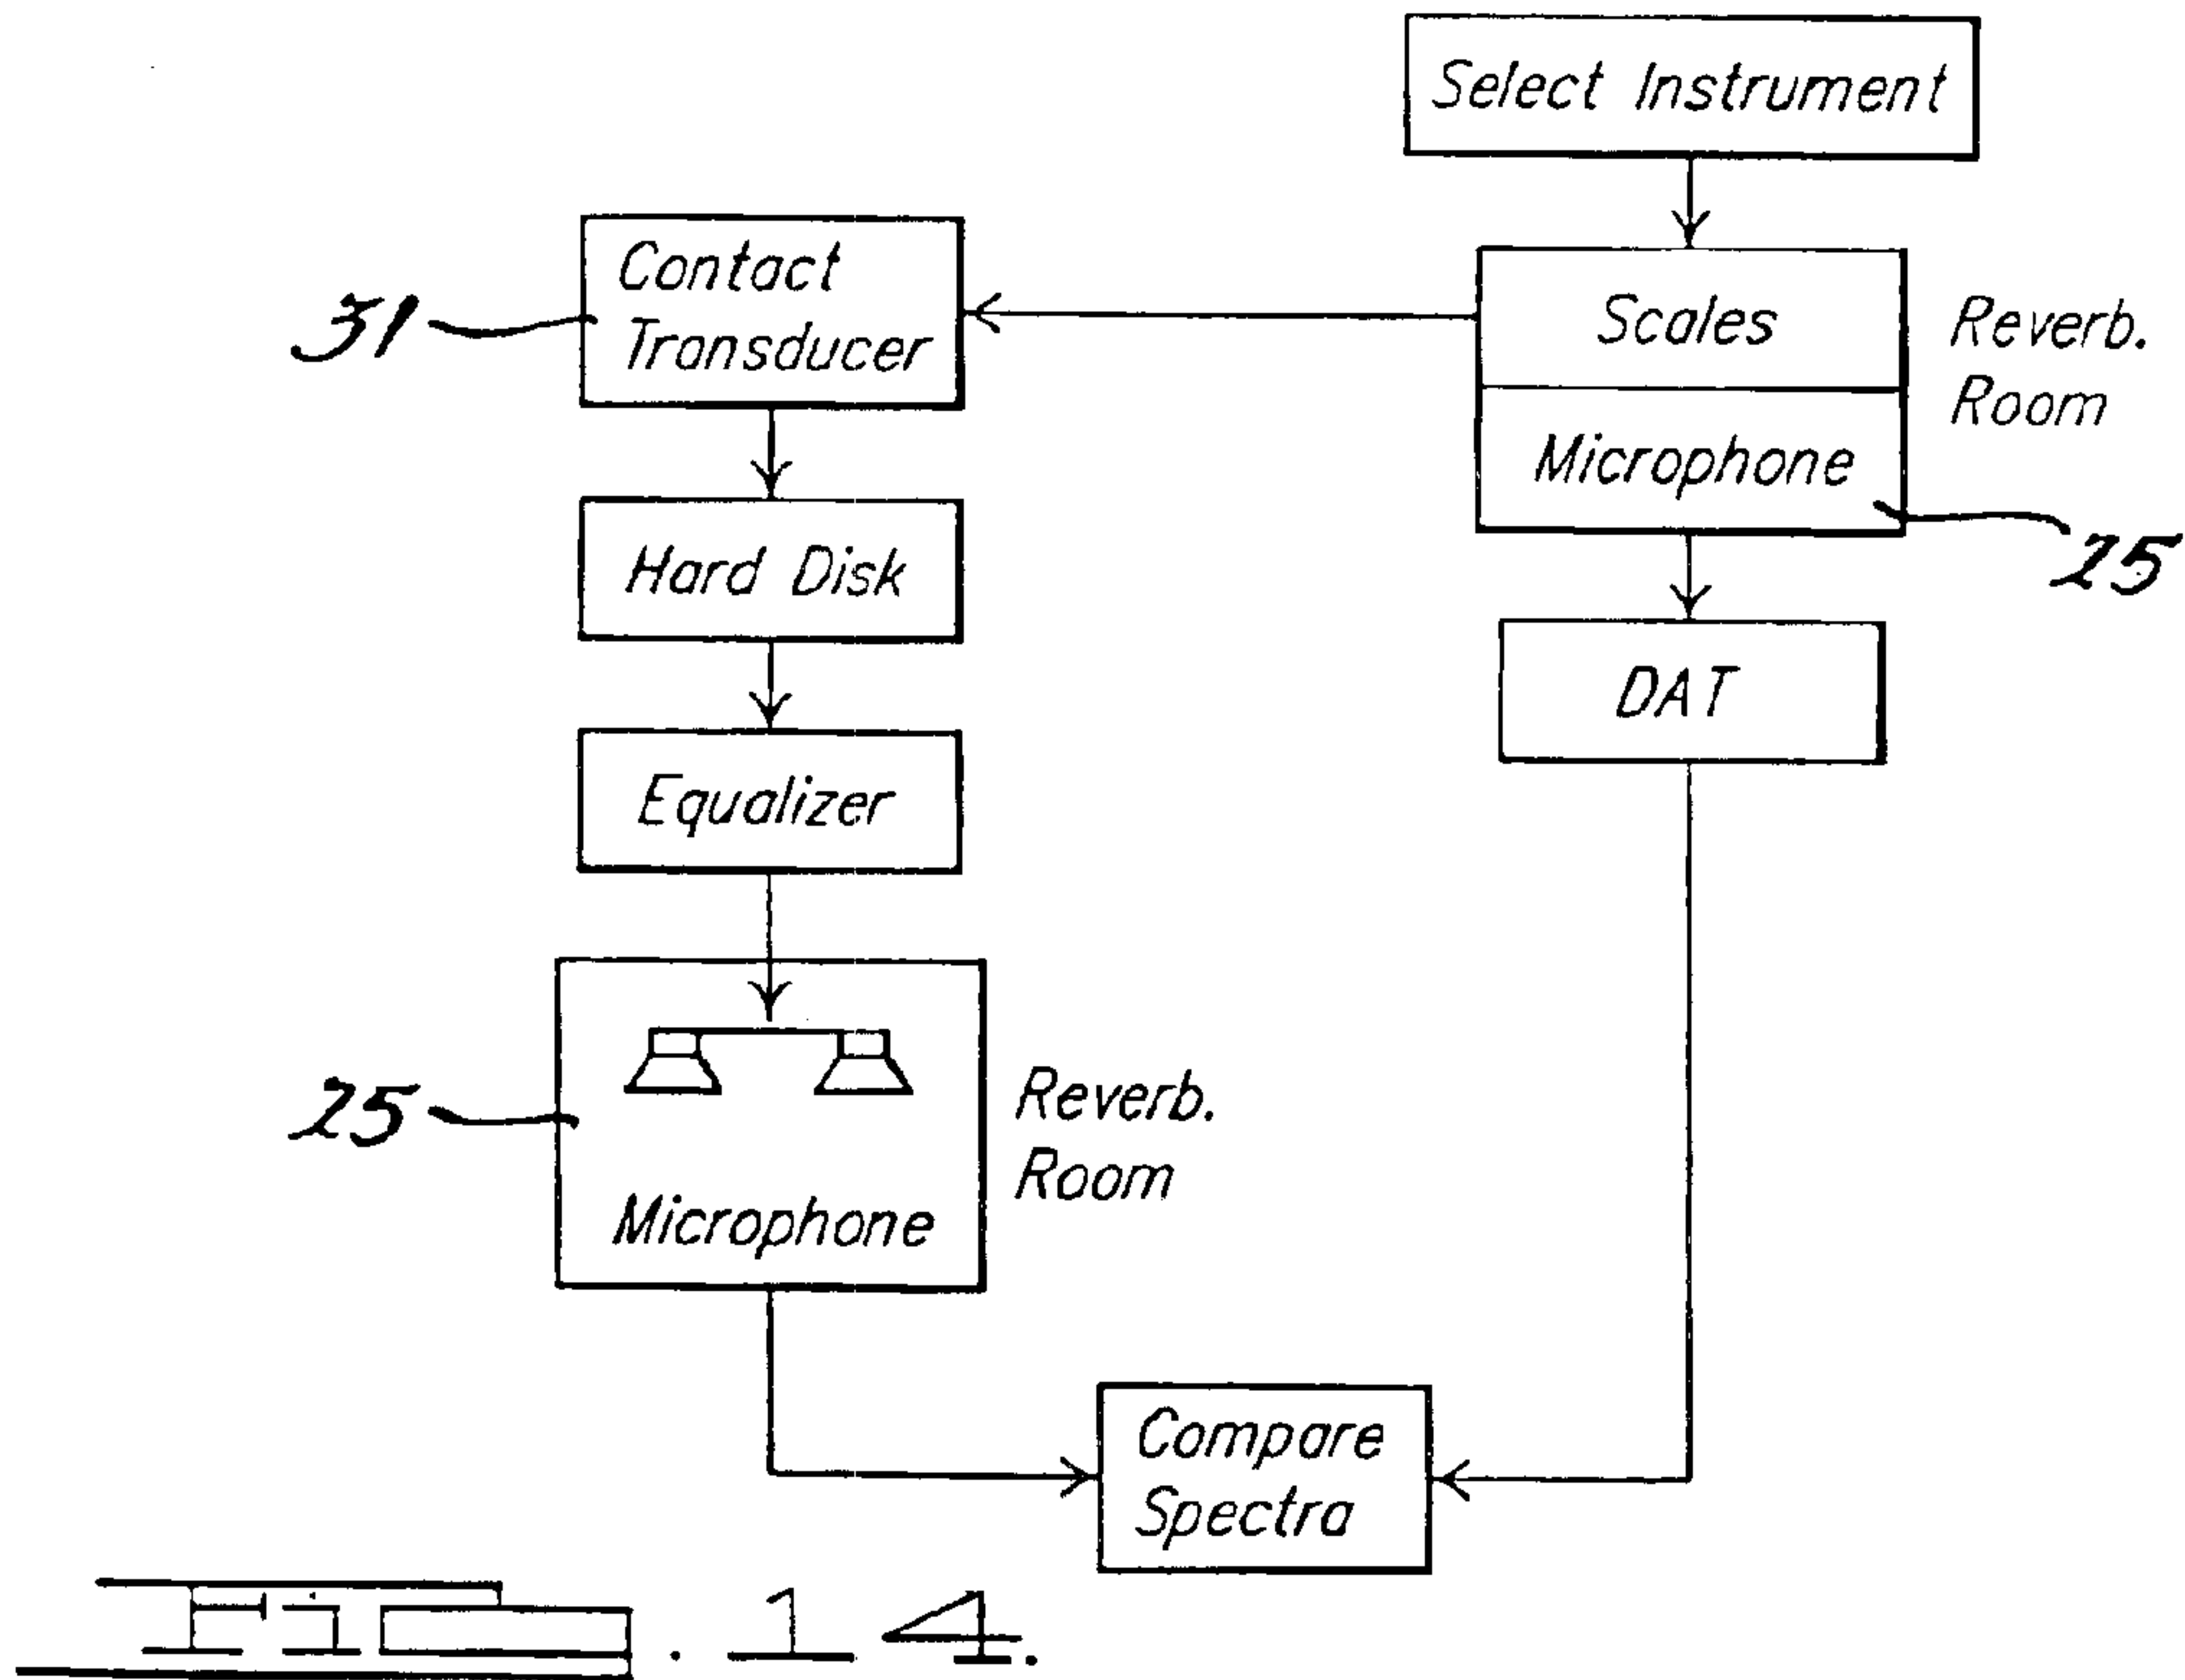 Select Instrument
Contact
Transducer
31
Scales
Reverb.
Room
Microphone
25
Hard Disk
DAT
Equalizer
25
Reverb.
Room
Microphone
Compare
Spectra
Fig. 14.